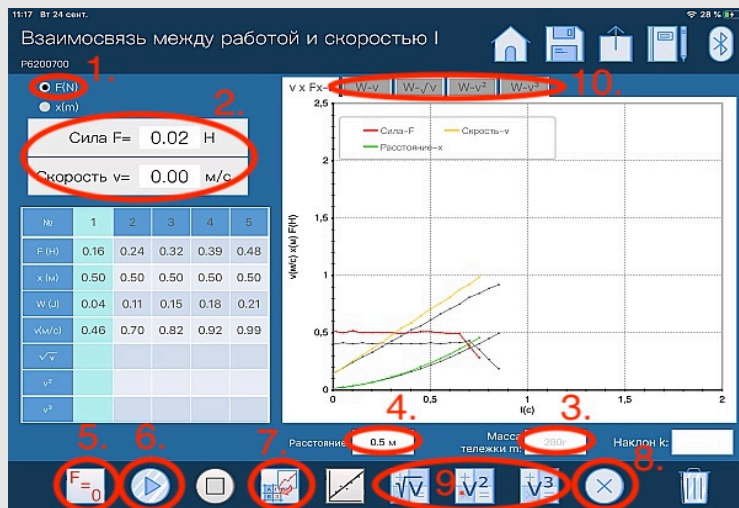 11:17 Вт 24 сент.
28 %
Взаимосвязь между работой и скоростью I
P6200700
1.
F(N)
x(m)
2.
Сила F= 0.02 Н
Скорость v= 0.00 м/с
№ 1 2 3 4 5
F (Н) 0.16 0.24 0.32 0.39 0.48
x (м) 0.50 0.50 0.50 0.50 0.50
W (J) 0.04 0.11 0.15 0.18 0.21
v(м/с) 0.46 0.70 0.82 0.92 0.99
√v
v²
v³
v x Fx- W-v W-√v W-v² W-v³
10.
2,5
Сила-F Скрость-v
Расстояние-x
2
1,5
1
0,5
0
v(м/с) x(м) F(Н)
0 0,5 1 1,5 2
t(c)
4. 3.
Расстояние 0.5 м Масса тележки m: 280г Наклон k:
5. 6. 7. 8.
F=0
9.
√v v² v³